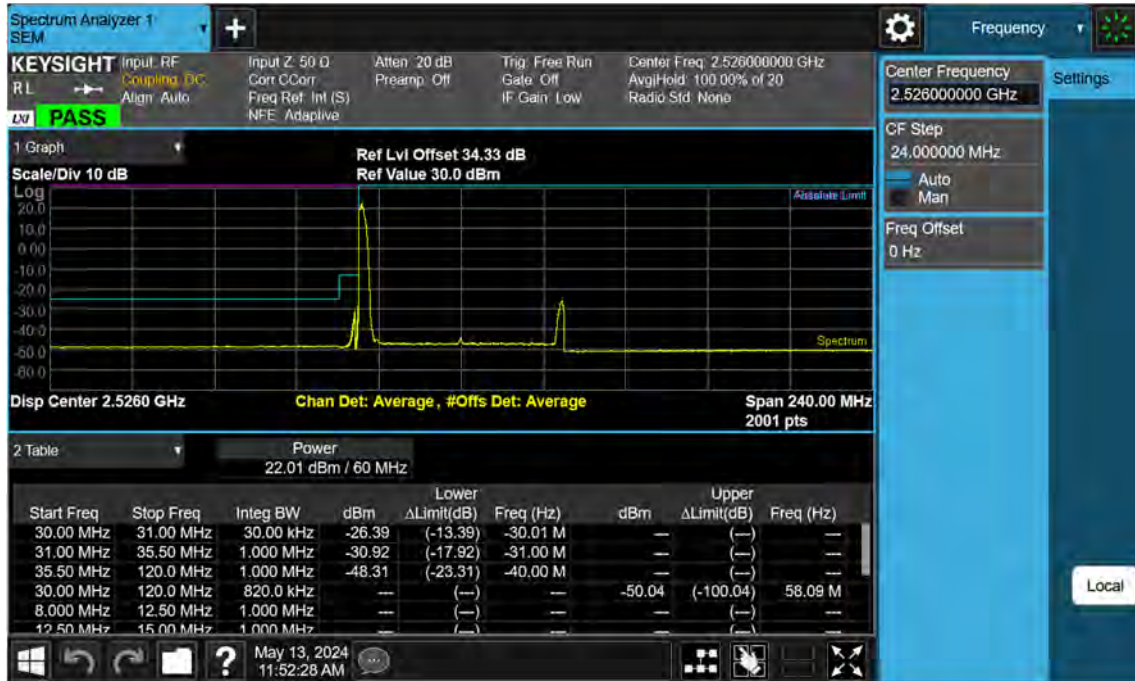 Spectrum Analyzer 1
SEM
+
Frequency
KEYSIGHT
RL
LXI PASS
Input: RF
Coupling: DC
Align: Auto
Input Z: 50 Ω
Corr CCorr
Freq Ref: Int (S)
NFE: Adaptive
Atten: 20 dB
Preamp: Off
Trig: Free Run
Gate: Off
IF Gain: Low
Center Freq: 2.526000000 GHz
Avg|Hold: 100.00% of 20
Radio Std: None
Center Frequency
2.526000000 GHz
Settings
CF Step
24.000000 MHz
Auto
Man
Freq Offset
0 Hz
1 Graph
Scale/Div 10 dB
Ref Lvl Offset 34.33 dB
Ref Value 30.0 dBm
Log
Absolute Limit
20.0
10.0
0.00
-10.0
-20.0
-30.0
-40.0
-50.0
-60.0
Spectrum
Disp Center 2.5260 GHz
Chan Det: Average, #Offs Det: Average
Span 240.00 MHz
2001 pts
2 Table
Power
22.01 dBm / 60 MHz
Lower Upper
Start Freq Stop Freq Integ BW dBm ΔLimit(dB) Freq (Hz) dBm ΔLimit(dB) Freq (Hz)
30.00 MHz 31.00 MHz 30.00 kHz -26.39 (-13.39) -30.01 M --- (---) ---
31.00 MHz 35.50 MHz 1.000 MHz -30.92 (-17.92) -31.00 M --- (---) ---
35.50 MHz 120.0 MHz 1.000 MHz -48.31 (-23.31) -40.00 M --- (---) ---
30.00 MHz 120.0 MHz 820.0 kHz --- (---) --- -50.04 (-100.04) 58.09 M
8.000 MHz 12.50 MHz 1.000 MHz --- (---) --- --- (---) ---
12.50 MHz 15.00 MHz 1.000 MHz --- (---) --- --- (---) ---
Local
?
May 13, 2024
11:52:28 AM